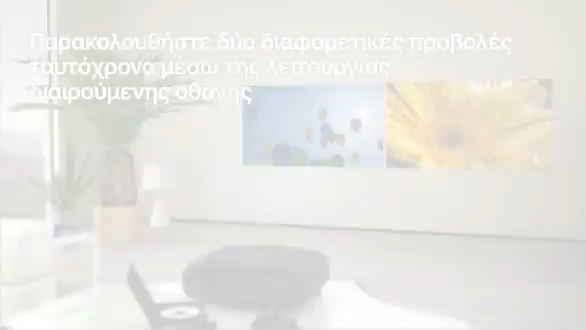 Παρακολουθήστε δύο διαφορετικές προβολές
ταυτόχρονα μέσω της λειτουργίας
διαιρούμενης οθόνης